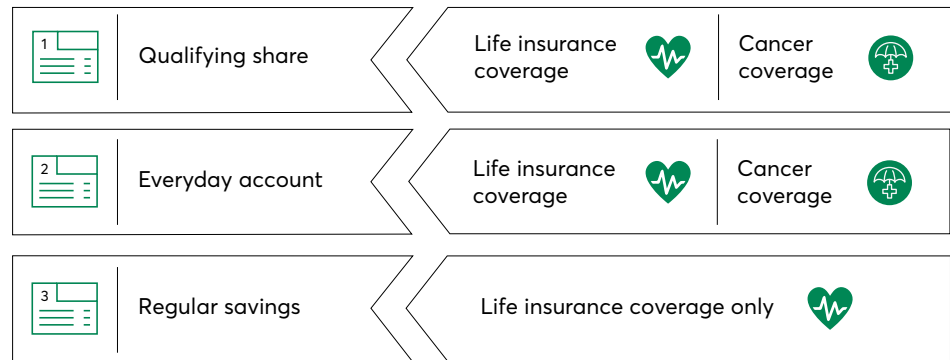 1
Qualifying share
Life insurance
coverage
Cancer
coverage
2
Everyday account
Life insurance
coverage
Cancer
coverage
3
Regular savings
Life insurance coverage only